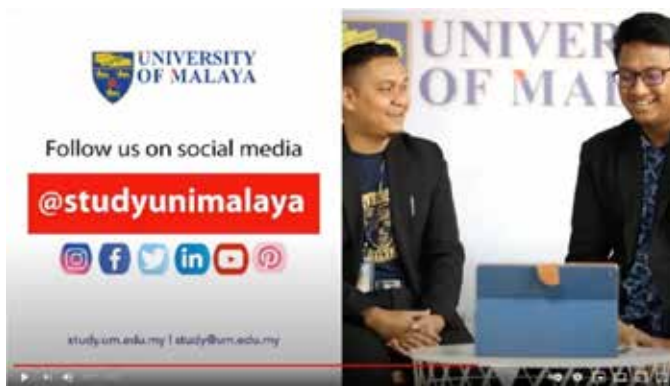 UNIVERSITY
OF MALAYA
Follow us on social media
@studyunimalaya
study.um.edu.my | study@um.edu.my
UNIVER
OF MA